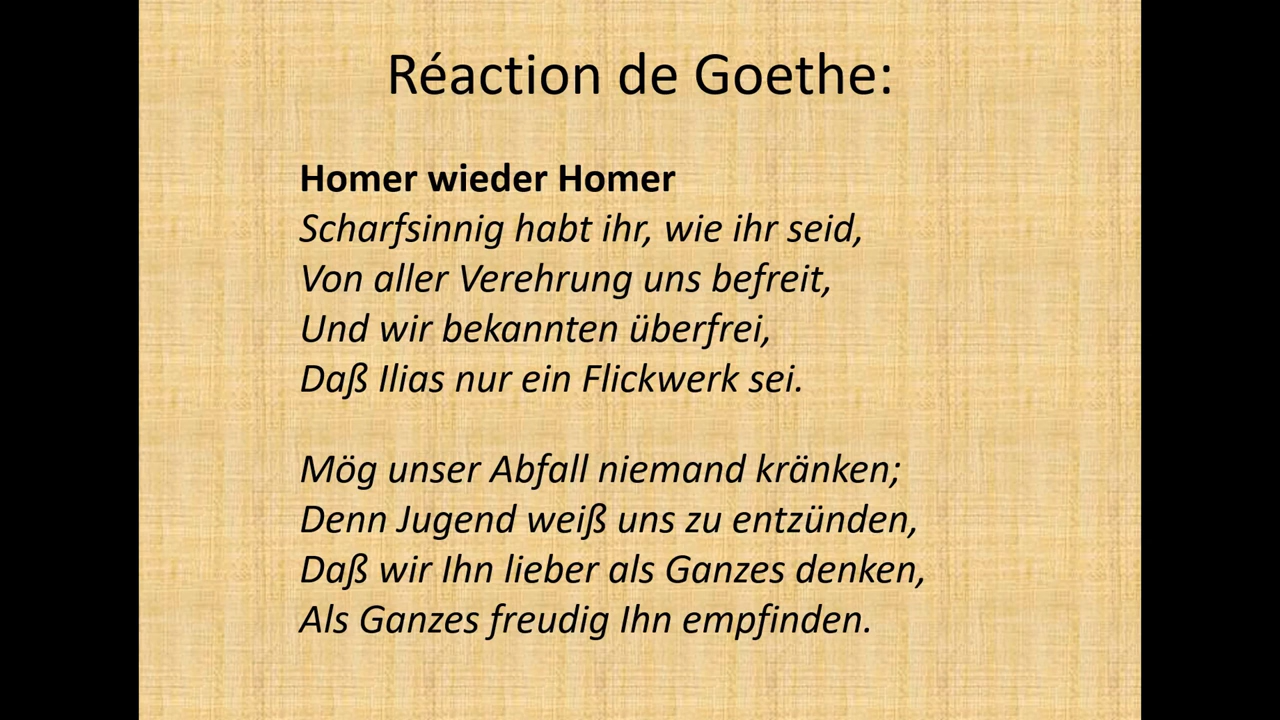 Réaction de Goethe:
Homer wieder Homer
Scharfsinnig habt ihr, wie ihr seid,
Von aller Verehrung uns befreit,
Und wir bekannten überfrei,
Daß Ilias nur ein Flickwerk sei.
Mög unser Abfall niemand kränken;
Denn Jugend weiß uns zu entzünden,
Daß wir Ihn lieber als Ganzes denken,
Als Ganzes freudig Ihn empfinden.